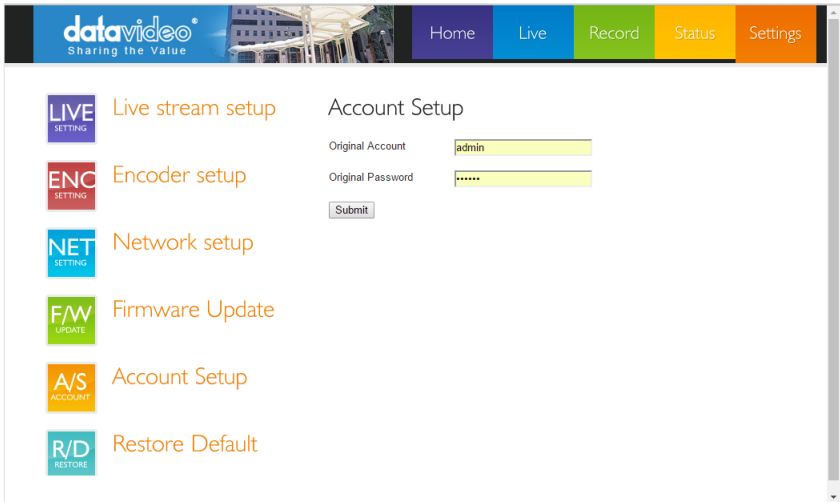 datavideo®
Sharing the Value
Home
Live
Record
Status
Settings
LIVE
SETTING
Live stream setup
ENC
SETTING
Encoder setup
NET
SETTING
Network setup
F/W
UPDATE
Firmware Update
A/S
ACCOUNT
Account Setup
R/D
RESTORE
Restore Default
Account Setup
Original Account
admin
Original Password
••••••
Submit